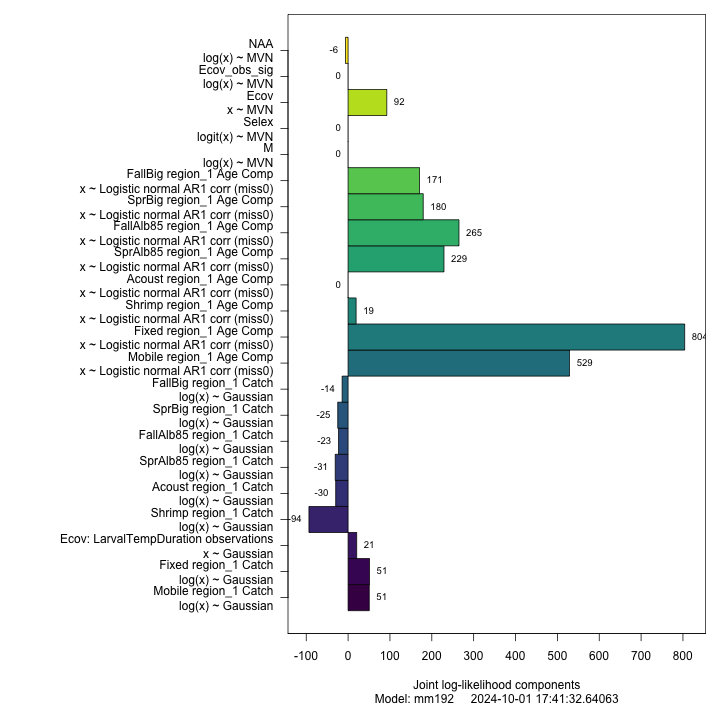 NAA
log(x) ~ MVN
-6
Ecov_obs_sig
log(x) ~ MVN
0
Ecov
x ~ MVN
92
Selex
logit(x) ~ MVN
0
M
log(x) ~ MVN
0
FallBig region_1 Age Comp
x ~ Logistic normal AR1 corr (miss0)
171
SprBig region_1 Age Comp
x ~ Logistic normal AR1 corr (miss0)
180
FallAlb85 region_1 Age Comp
x ~ Logistic normal AR1 corr (miss0)
265
SprAlb85 region_1 Age Comp
x ~ Logistic normal AR1 corr (miss0)
229
Acoust region_1 Age Comp
x ~ Logistic normal AR1 corr (miss0)
0
Shrimp region_1 Age Comp
x ~ Logistic normal AR1 corr (miss0)
19
Fixed region_1 Age Comp
x ~ Logistic normal AR1 corr (miss0)
804
Mobile region_1 Age Comp
x ~ Logistic normal AR1 corr (miss0)
529
FallBig region_1 Catch
log(x) ~ Gaussian
-14
SprBig region_1 Catch
log(x) ~ Gaussian
-25
FallAlb85 region_1 Catch
log(x) ~ Gaussian
-23
SprAlb85 region_1 Catch
log(x) ~ Gaussian
-31
Acoust region_1 Catch
log(x) ~ Gaussian
-30
Shrimp region_1 Catch
log(x) ~ Gaussian
-94
Ecov: LarvalTempDuration observations
x ~ Gaussian
21
Fixed region_1 Catch
log(x) ~ Gaussian
51
Mobile region_1 Catch
log(x) ~ Gaussian
51
-100 0 100 200 300 400 500 600 700 800
Joint log-likelihood components
Model: mm192 2024-10-01 17:41:32.64063